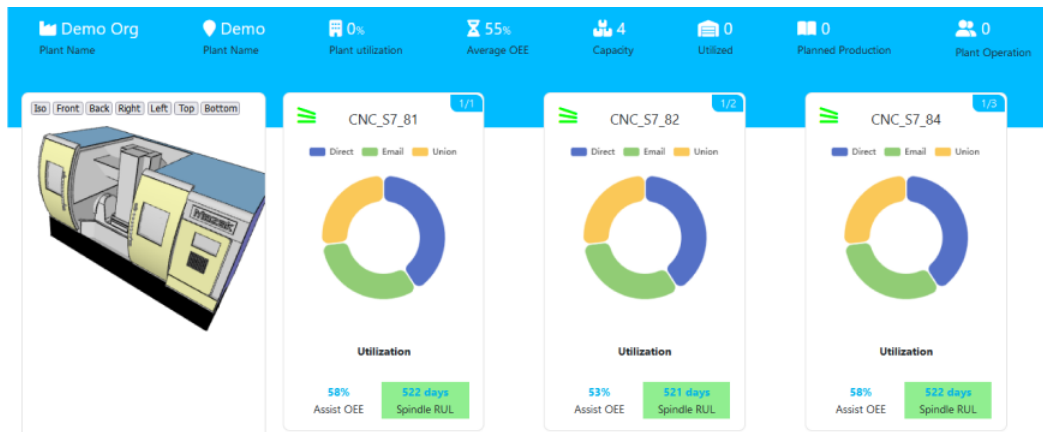 Demo Org
Plant Name
Demo
Plant Name
0%
Plant utilization
55%
Average OEE
4
Capacity
0
Utilized
0
Planned Production
0
Plant Operation
Iso Front Back Right Left Top Bottom
Mazak
1/1
CNC_S7_81
Direct Email Union
Utilization
58%
Assist OEE
522 days
Spindle RUL
1/2
CNC_S7_82
Direct Email Union
Utilization
53%
Assist OEE
521 days
Spindle RUL
1/3
CNC_S7_84
Direct Email Union
Utilization
58%
Assist OEE
522 days
Spindle RUL